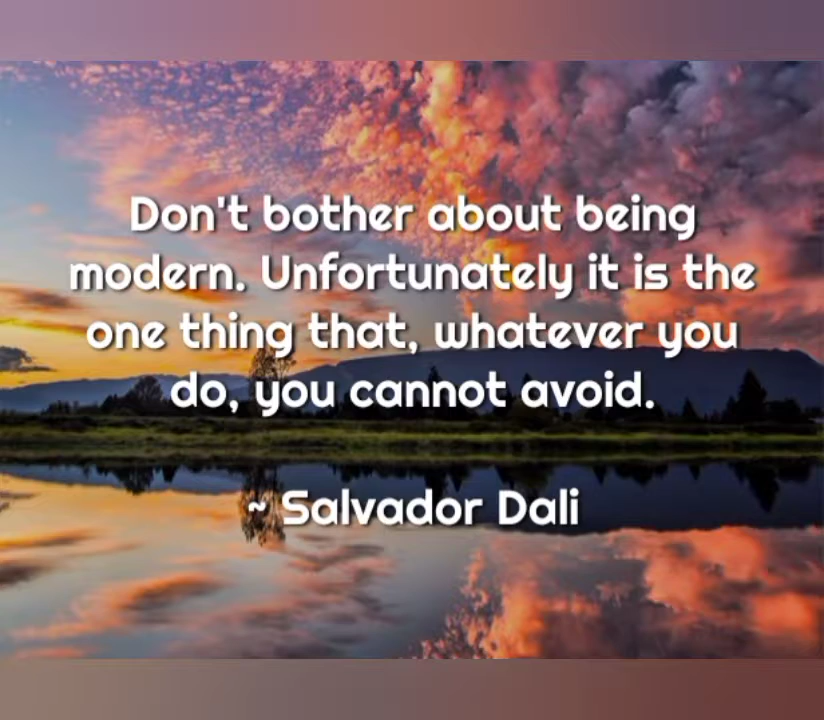 Don't bother about being
modern. Unfortunately it is the
one thing that, whatever you
do, you cannot avoid.
~ Salvador Dali